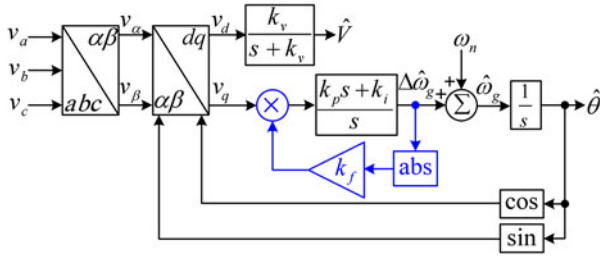 v_a
v_b
v_c
αβ
abc
v_α
v_β
dq
αβ
v_d
v_q
k_v
s + k_v
V̂
×
k_p s + k_i
s
Δω̂_g
ω_n
+
+
Σ
ω̂_g
1
s
θ̂
k_f
abs
cos
sin